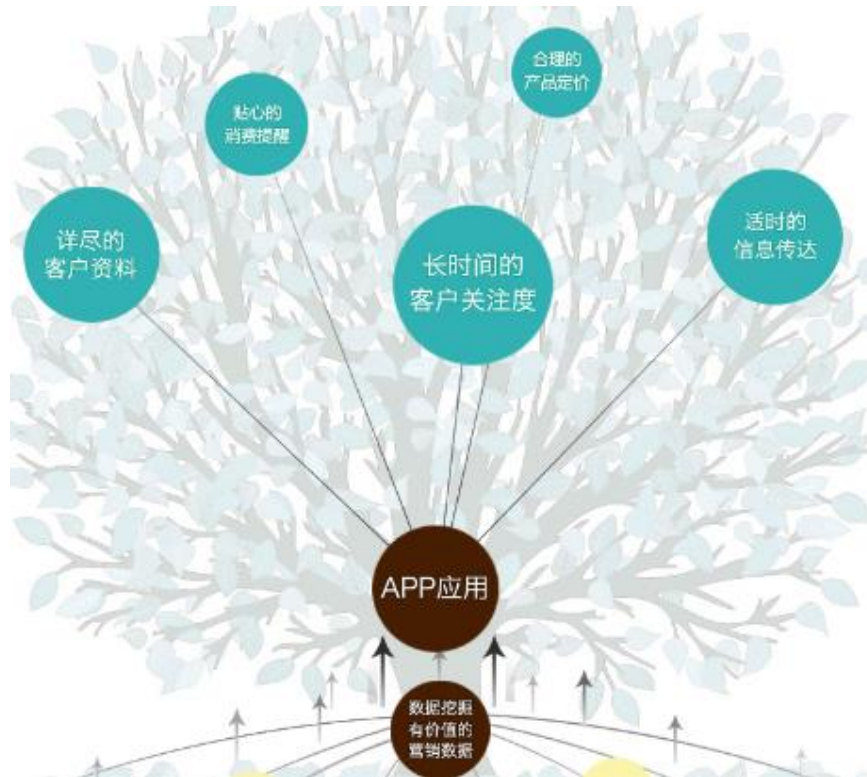 合理的
产品定价
贴心的
消费提醒
详尽的
客户资料
长时间的
客户关注度
适时的
信息传达
APP应用
数据挖掘
有价值的
营销数据